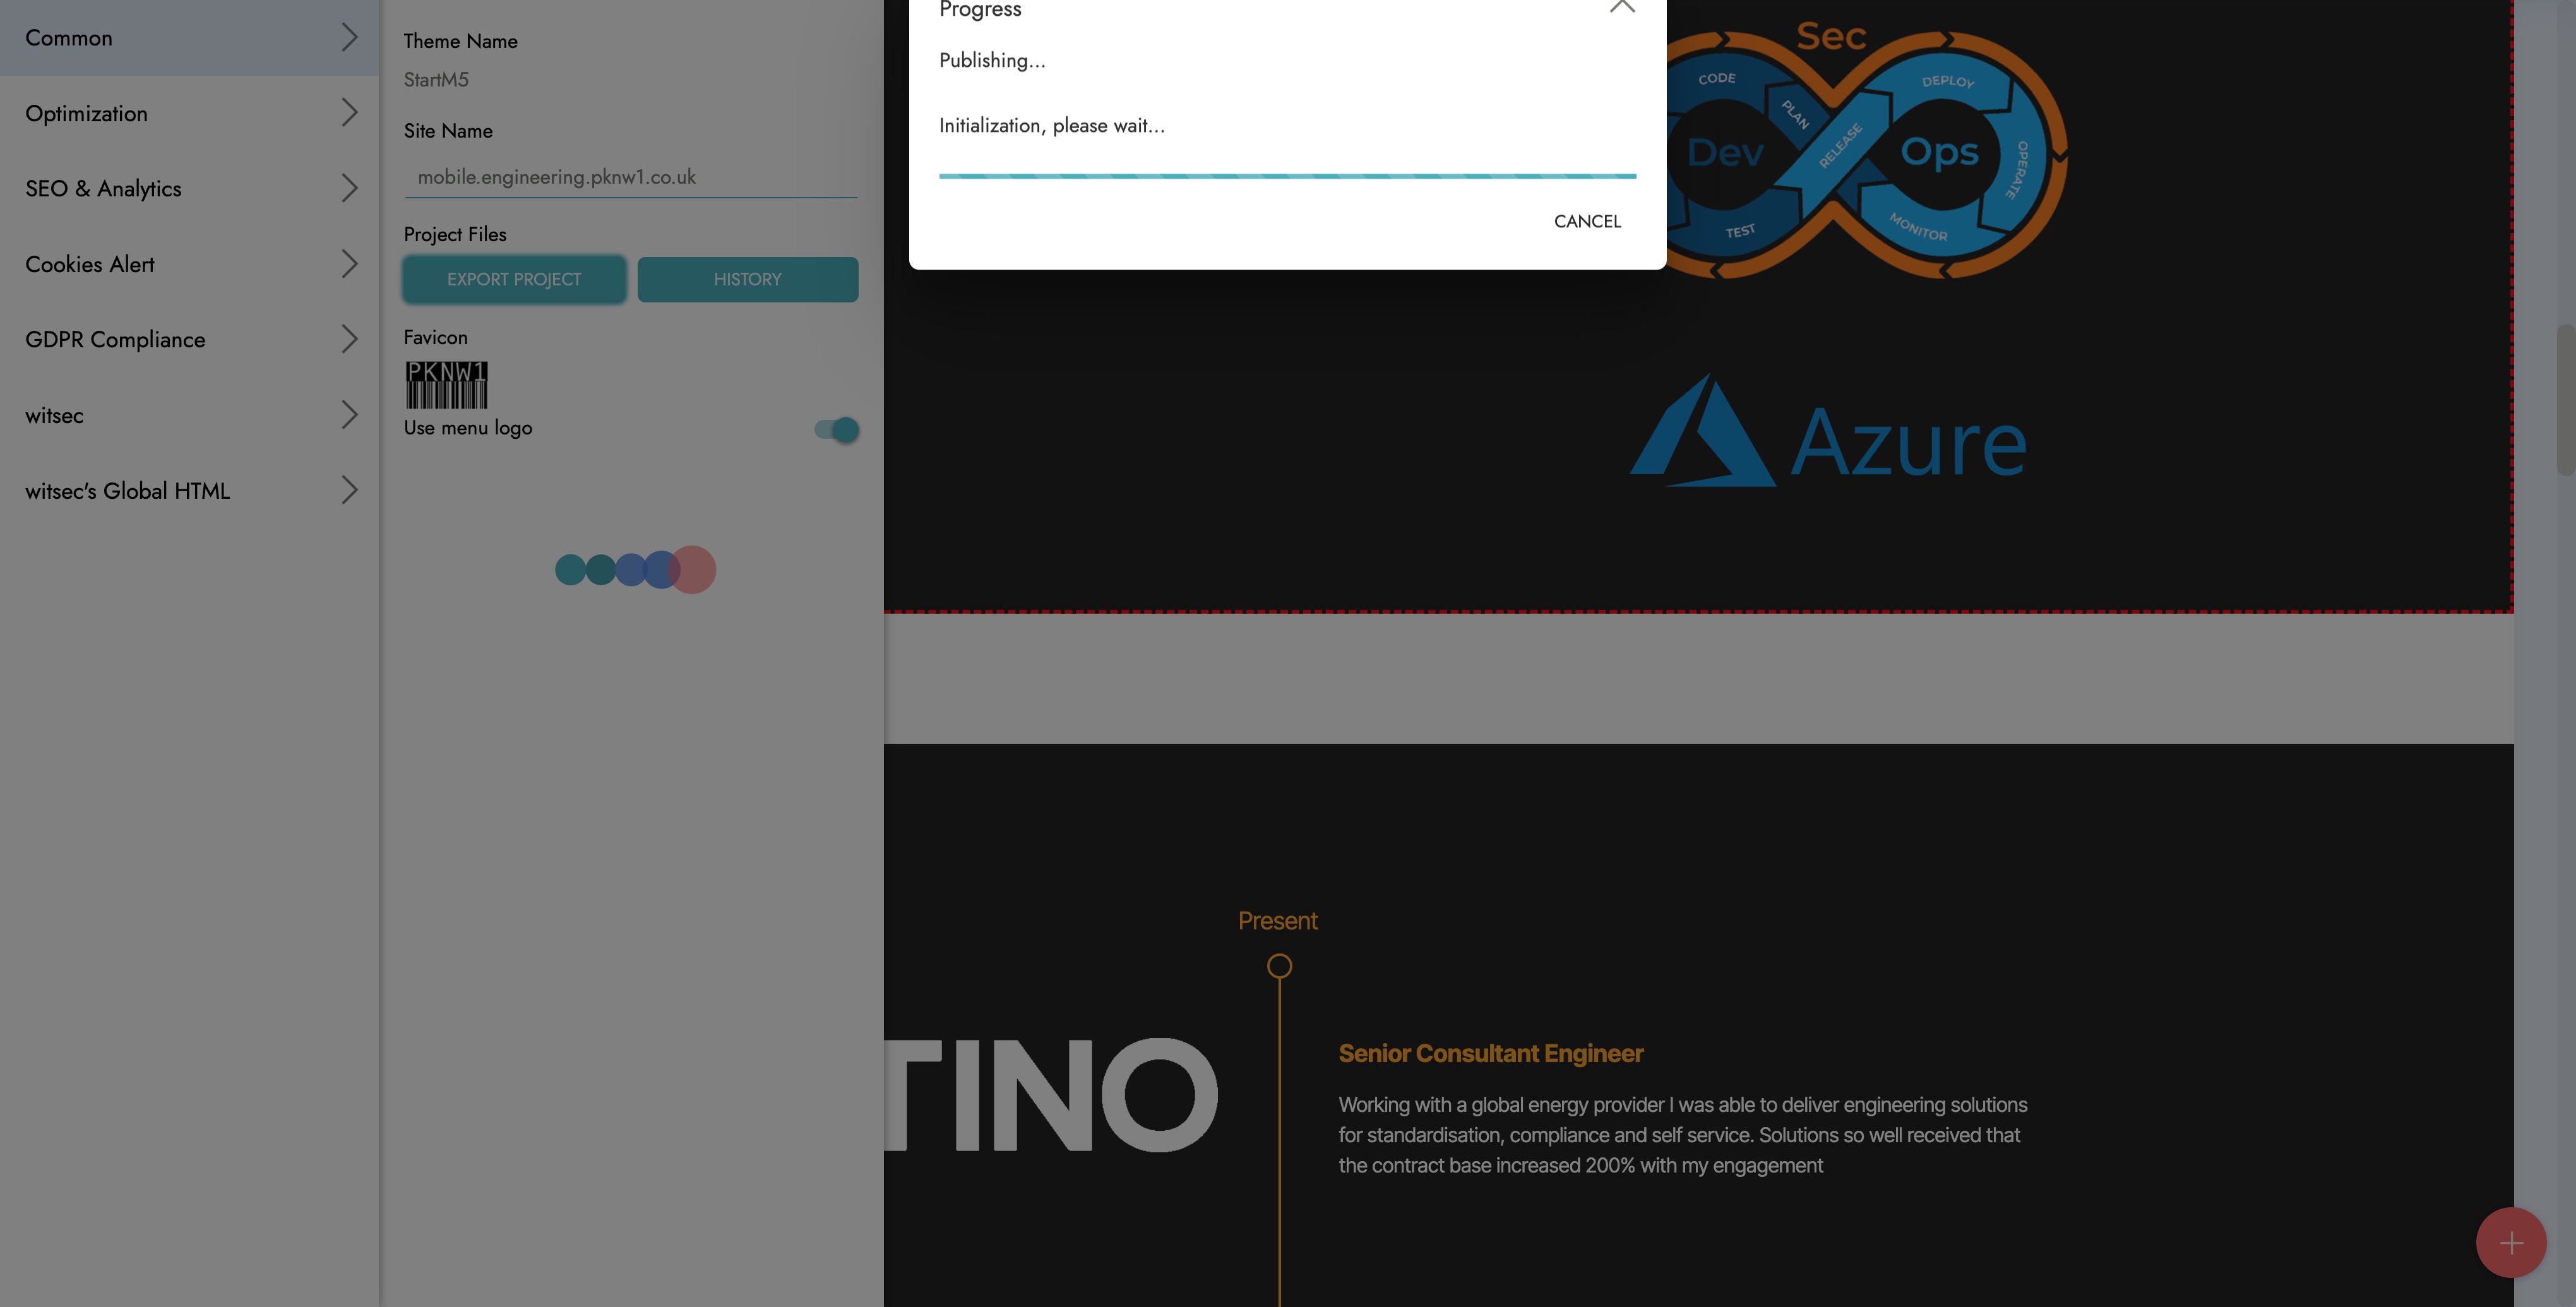 Common
Optimization
SEO & Analytics
Cookies Alert
GDPR Compliance
witsec
witsec's Global HTML
Theme Name
StartM5
Site Name
mobile.engineering.pknw1.co.uk
Project Files
EXPORT PROJECT
HISTORY
Favicon
PKNW1
Use menu logo
Progress
Publishing...
Initialization, please wait...
CANCEL
Sec
CODE
PLAN
DEPLOY
Dev
RELEASE
Ops
OPERATE
TEST
MONITOR
Azure
Present
TINO
Senior Consultant Engineer
Working with a global energy provider I was able to deliver engineering solutions
for standardisation, compliance and self service. Solutions so well received that
the contract base increased 200% with my engagement